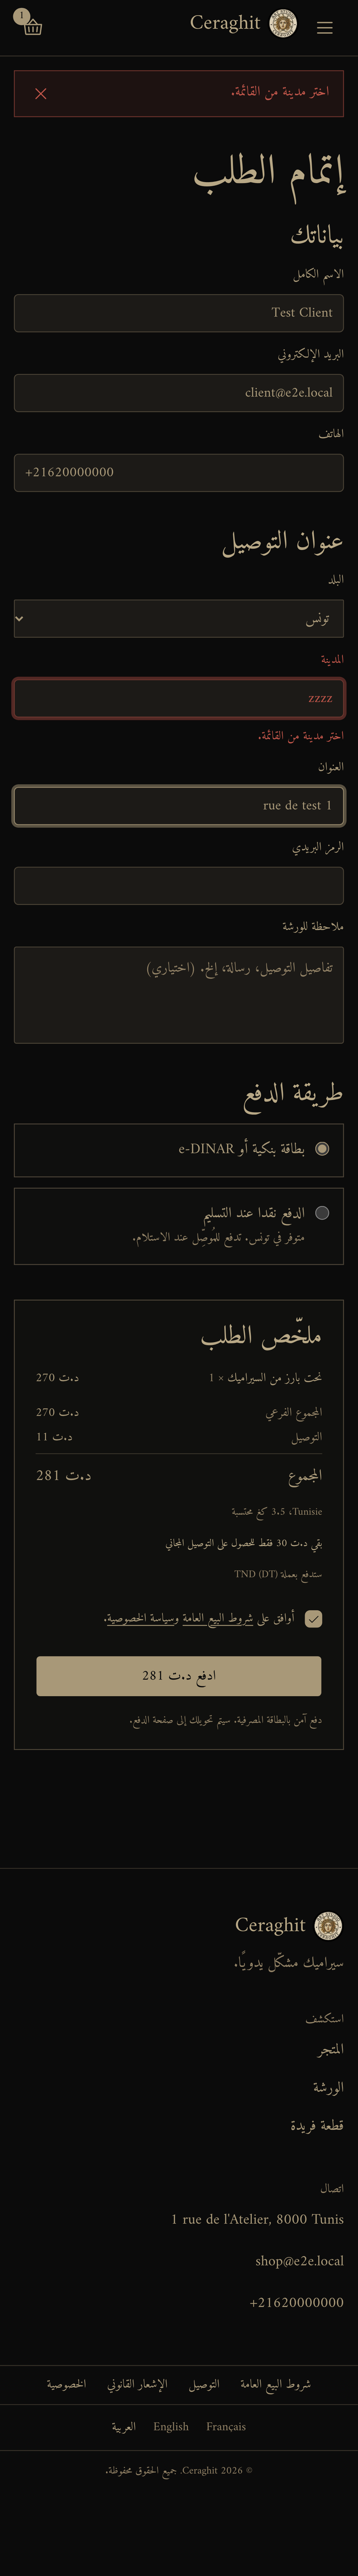 Ceraghit
1
اختر مدينة من القائمة.
إتمام الطلب
بياناتك
الاسم الكامل
Test Client
البريد الإلكتروني
client@e2e.local
الهاتف
+21620000000
عنوان التوصيل
البلد
تونس
المدينة
zzzz
اختر مدينة من القائمة.
العنوان
1 rue de test
الرمز البريدي
ملاحظة للورشة
تفاصيل التوصيل، رسالة، إلخ. (اختياري)
طريقة الدفع
بطاقة بنكية أو e-DINAR
الدفع نقدا عند التسليم
متوفر في تونس. تدفع للمُوصِّل عند الاستلام.
ملخّص الطلب
نحت بارز من السيراميك × 1 270 د.ت
المجموع الفرعي 270 د.ت
التوصيل 11 د.ت
المجموع 281 د.ت
Tunisie، 3.5 كغ محتسبة
بقي د.ت 30 فقط للحصول على التوصيل المجاني
ستدفع بعملة TND (DT)
أوافق على شروط البيع العامة وسياسة الخصوصية.
ادفع د.ت 281
دفع آمن بالبطاقة المصرفية. سيتم تحويلك إلى صفحة الدفع.
Ceraghit
سيراميك مشكّل يدويًا.
استكشف
المتجر
الورشة
قطعة فريدة
اتصال
1 rue de l'Atelier, 8000 Tunis
shop@e2e.local
+21620000000
شروط البيع العامة التوصيل الإشعار القانوني الخصوصية
Français English العربية
© 2026 Ceraghit. جميع الحقوق محفوظة.